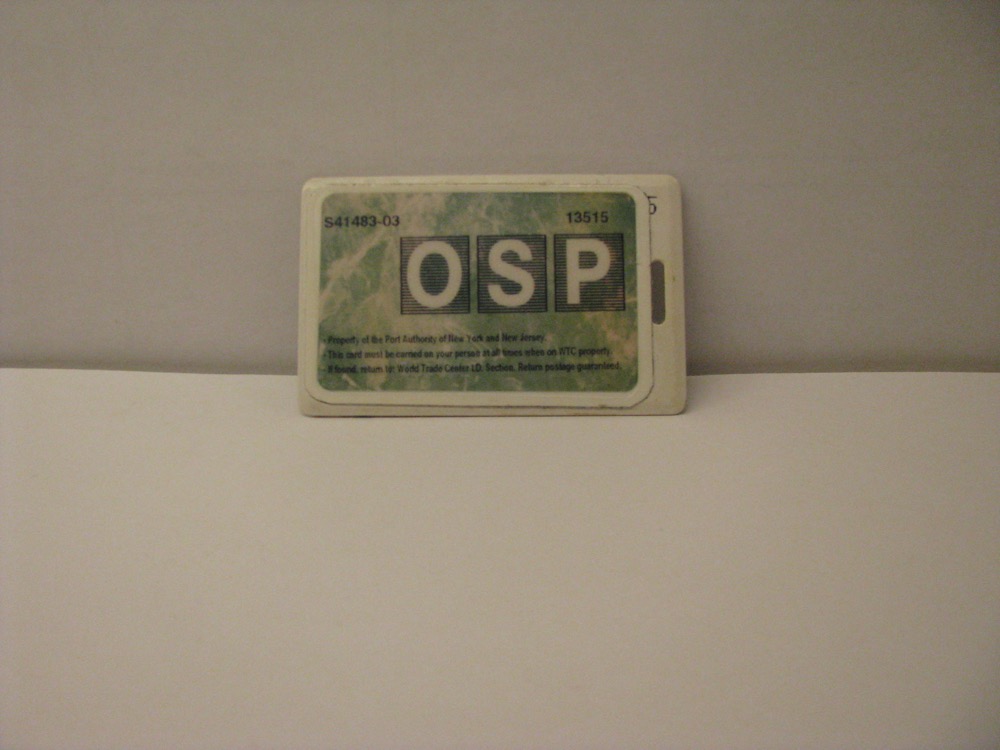 S41483-03 13515
5
OSP
- Property of the Port Authority of New York and New Jersey.
- This card must be carried on your person in all times when on WTC property.
- If found, return to: World Trade Center I.D. Section. Return postage guaranteed.